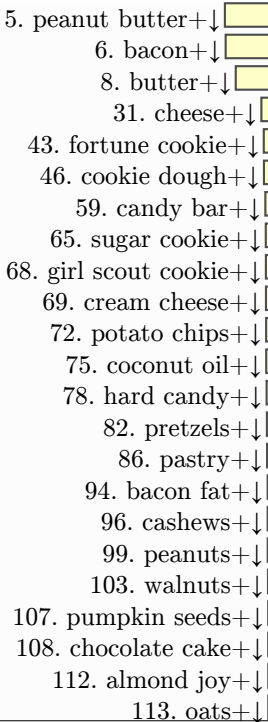 5. peanut butter+↓
6. bacon+↓
8. butter+↓
31. cheese+↓
43. fortune cookie+↓
46. cookie dough+↓
59. candy bar+↓
65. sugar cookie+↓
68. girl scout cookie+↓
69. cream cheese+↓
72. potato chips+↓
75. coconut oil+↓
78. hard candy+↓
82. pretzels+↓
86. pastry+↓
94. bacon fat+↓
96. cashews+↓
99. peanuts+↓
103. walnuts+↓
107. pumpkin seeds+↓
108. chocolate cake+↓
112. almond joy+↓
113. oats+↓